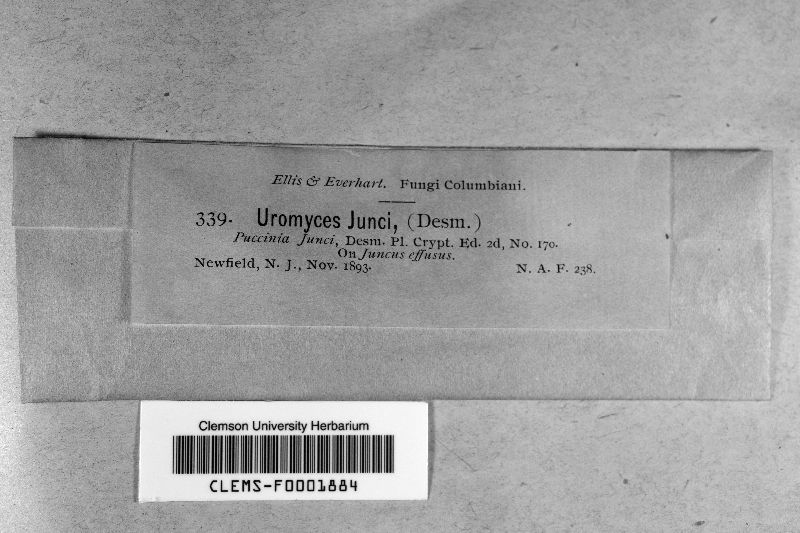 Ellis & Everhart. Fungi Columbiani.
339. Uromyces Junci, (Desm.)
Puccinia Junci, Desm. Pl. Crypt. Ed. 2d, No. 170.
On Juncus effusus.
Newfield, N. J., Nov. 1893. N. A. F. 238.
Clemson University Herbarium
CLEMS-F0001884